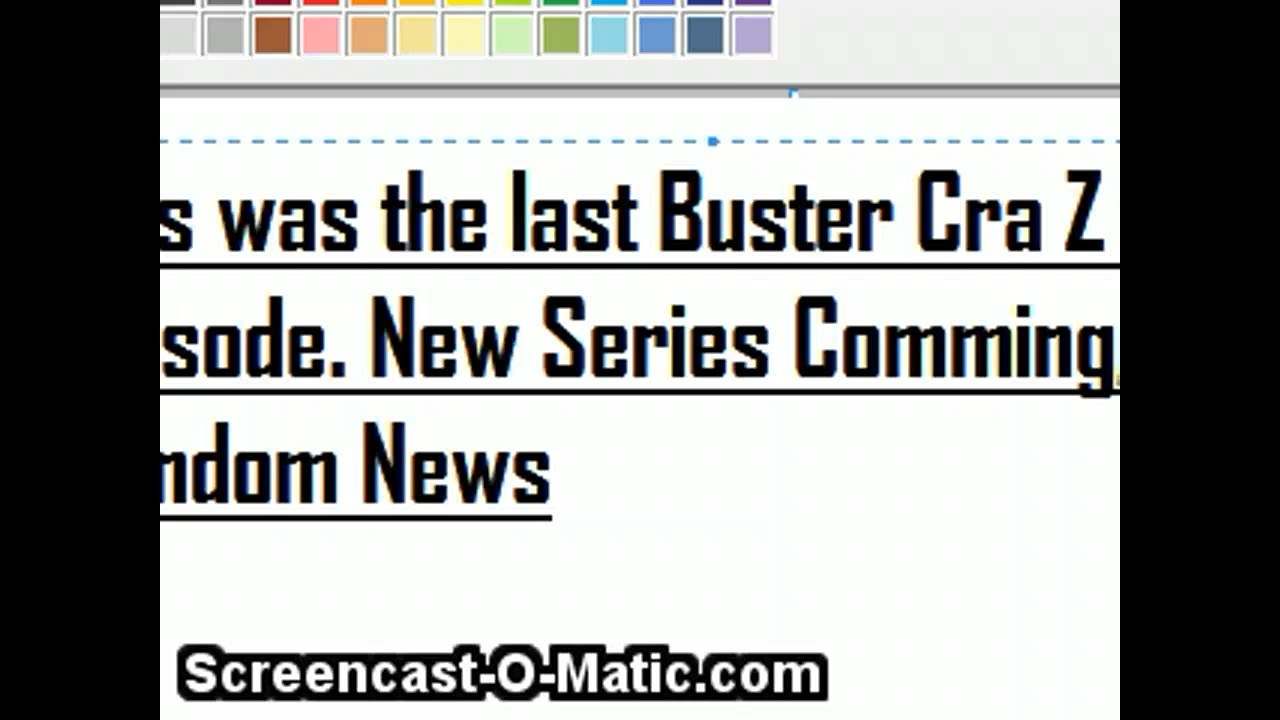 s was the last Buster Cra Z
sode. New Series Comming
ndom News
Screencast-O-Matic.com